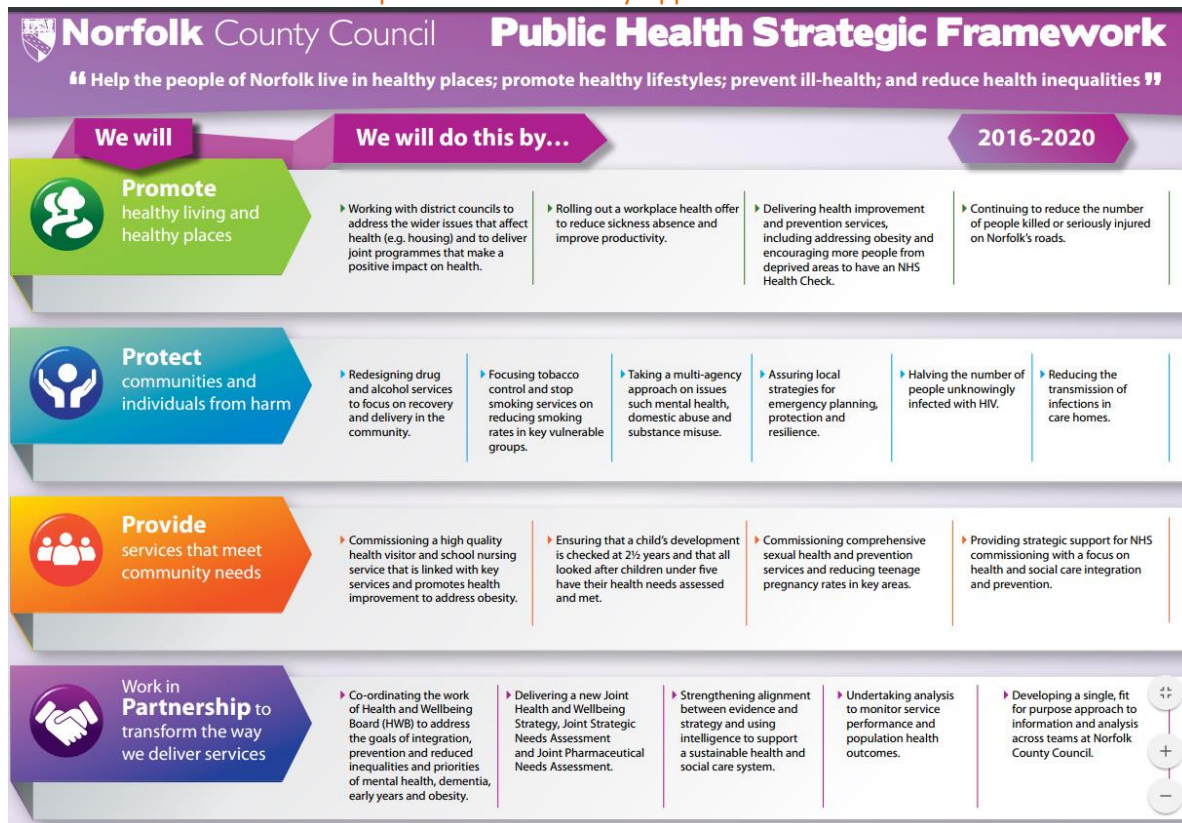 Norfolk County Council
Public Health Strategic Framework
“ Help the people of Norfolk live in healthy places; promote healthy lifestyles; prevent ill-health; and reduce health inequalities ”
We will
We will do this by...
2016-2020
Promote
healthy living and
healthy places
Working with district councils to
address the wider issues that affect
health (e.g. housing) and to deliver
joint programmes that make a
positive impact on health.
Rolling out a workplace health offer
to reduce sickness absence and
improve productivity.
Delivering health improvement
and prevention services,
including addressing obesity and
encouraging more people from
deprived areas to have an NHS
Health Check.
Continuing to reduce the number
of people killed or seriously injured
on Norfolk’s roads.
Protect
communities and
individuals from harm
Redesigning drug
and alcohol services
to focus on recovery
and delivery in the
community.
Focusing tobacco
control and stop
smoking services on
reducing smoking
rates in key vulnerable
groups.
Taking a multi-agency
approach on issues
such mental health,
domestic abuse and
substance misuse.
Assuring local
strategies for
emergency planning,
protection and
resilience.
Halving the number of
people unknowingly
infected with HIV.
Reducing the
transmission of
infections in
care homes.
Provide
services that meet
community needs
Commissioning a high quality
health visitor and school nursing
service that is linked with key
services and promotes health
improvement to address obesity.
Ensuring that a child’s development
is checked at 2½ years and that all
looked after children under five
have their health needs assessed
and met.
Commissioning comprehensive
sexual health and prevention
services and reducing teenage
pregnancy rates in key areas.
Providing strategic support for NHS
commissioning with a focus on
health and social care integration
and prevention.
Work in
Partnership to
transform the way
we deliver services
Co-ordinating the work
of Health and Wellbeing
Board (HWB) to address
the goals of integration,
prevention and reduced
inequalities and priorities
of mental health, dementia,
early years and obesity.
Delivering a new Joint
Health and Wellbeing
Strategy, Joint Strategic
Needs Assessment
and Joint Pharmaceutical
Needs Assessment.
Strengthening alignment
between evidence and
strategy and using
intelligence to support
a sustainable health and
social care system.
Undertaking analysis
to monitor service
performance and
population health
outcomes.
Developing a single, fit
for purpose approach to
information and analysis
across teams at Norfolk
County Council.